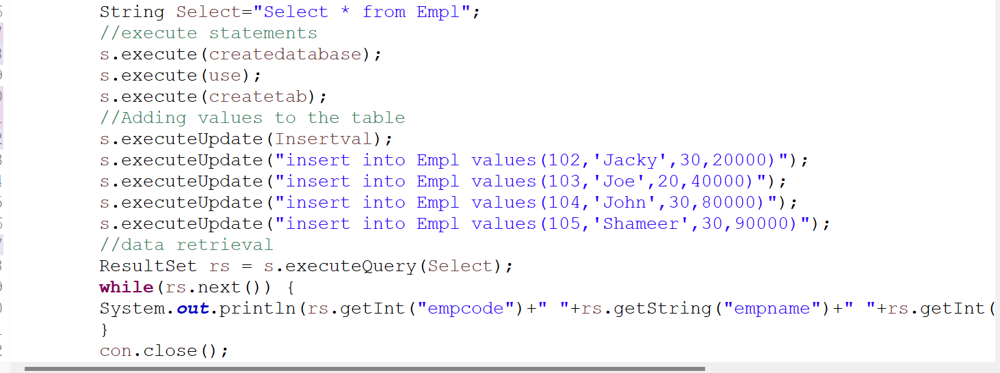 String Select="Select * from Empl";
//execute statements
s.execute(createdatabase);
s.execute(use);
s.execute(createtab);
//Adding values to the table
s.executeUpdate(Insertval);
s.executeUpdate("insert into Empl values(102,'Jacky',30,20000)");
s.executeUpdate("insert into Empl values(103,'Joe',20,40000)");
s.executeUpdate("insert into Empl values(104,'John',30,80000)");
s.executeUpdate("insert into Empl values(105,'Shameer',30,90000)");
//data retrieval
ResultSet rs = s.executeQuery(Select);
while(rs.next()) {
System.out.println(rs.getInt("empcode")+" "+rs.getString("empname")+" "+rs.getInt(
}
con.close();